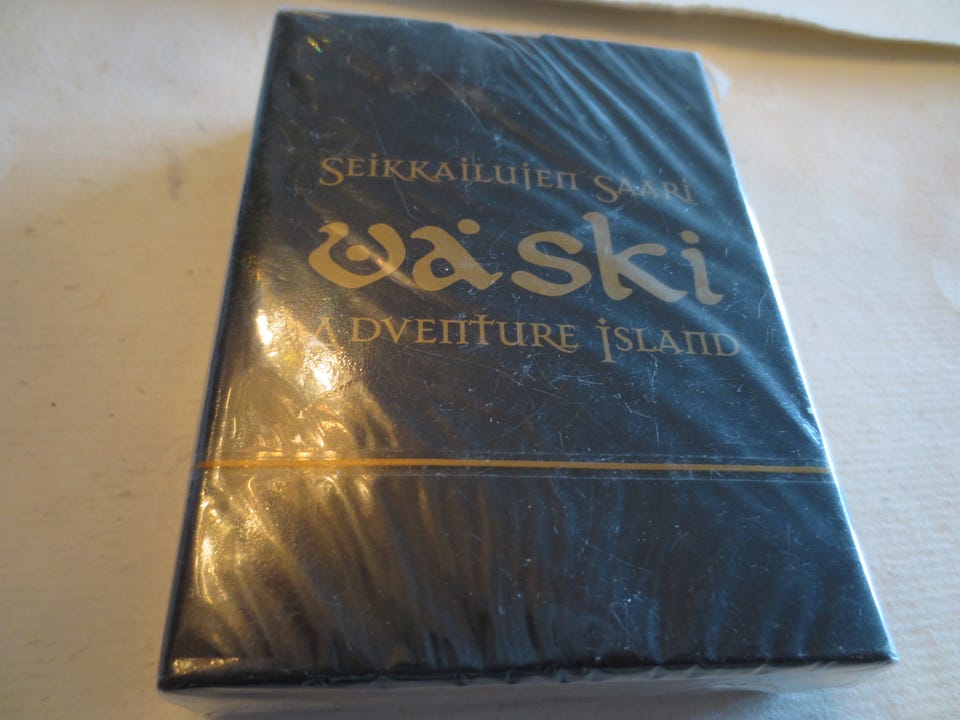 Seikkailujen Saari
väski
Adventure Island